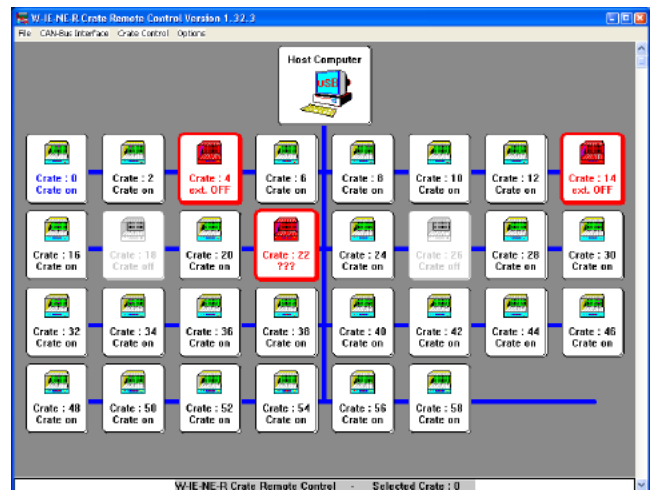 W-IE-NE-R Crate Remote Control Version 1.32.3
File CAN-Bus Interface Crate Control Options
Host Computer
USB
Crate : 0
Crate on
Crate : 2
Crate on
Crate : 4
ext. OFF
Crate : 6
Crate on
Crate : 8
Crate on
Crate : 10
Crate on
Crate : 12
Crate on
Crate : 14
ext. OFF
Crate : 16
Crate on
Crate : 18
Crate off
Crate : 20
Crate on
Crate : 22
???
Crate : 24
Crate on
Crate : 26
Crate off
Crate : 28
Crate on
Crate : 30
Crate on
Crate : 32
Crate on
Crate : 34
Crate on
Crate : 36
Crate on
Crate : 38
Crate on
Crate : 40
Crate on
Crate : 42
Crate on
Crate : 44
Crate on
Crate : 46
Crate on
Crate : 48
Crate on
Crate : 50
Crate on
Crate : 52
Crate on
Crate : 54
Crate on
Crate : 56
Crate on
Crate : 58
Crate on
W-IE-NE-R Crate Remote Control - Selected Crate : 0